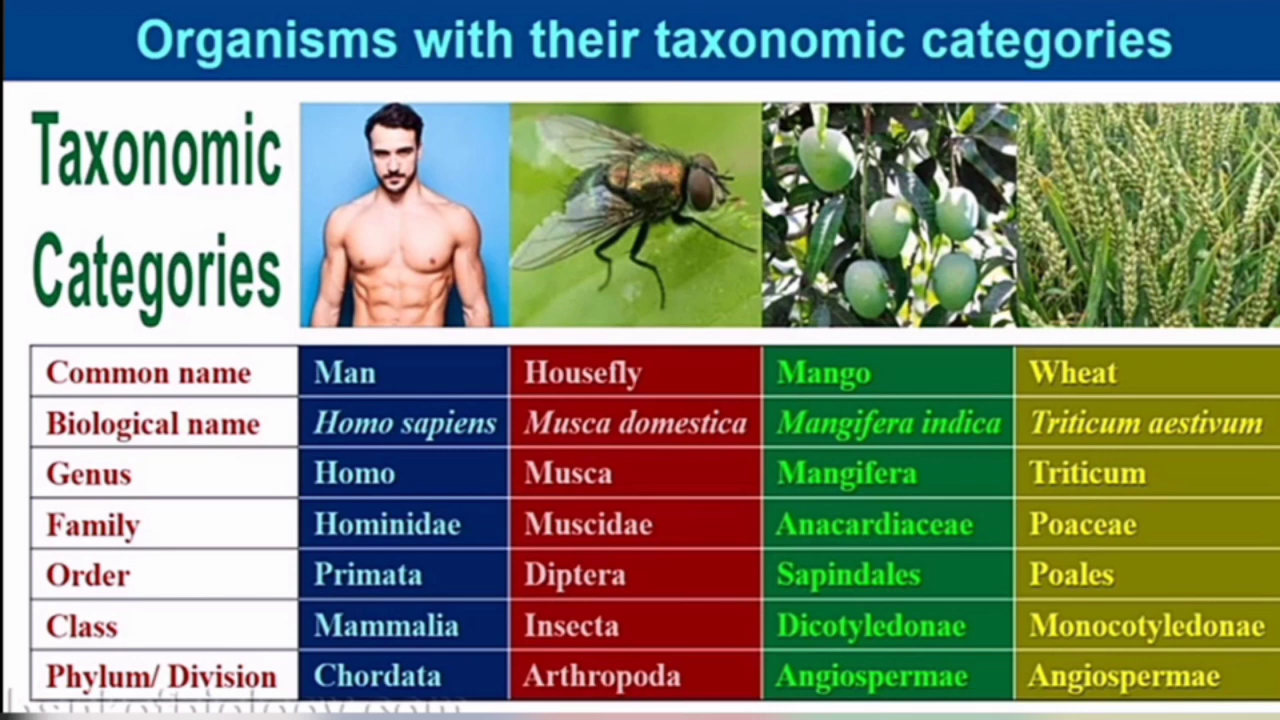 Organisms with their taxonomic categories
Taxonomic
Categories
Common name Man Housefly Mango Wheat
Biological name Homo sapiens Musca domestica Mangifera indica Triticum aestivum
Genus Homo Musca Mangifera Triticum
Family Hominidae Muscidae Anacardiaceae Poaceae
Order Primata Diptera Sapindales Poales
Class Mammalia Insecta Dicotyledonae Monocotyledonae
Phylum/ Division Chordata Arthropoda Angiospermae Angiospermae